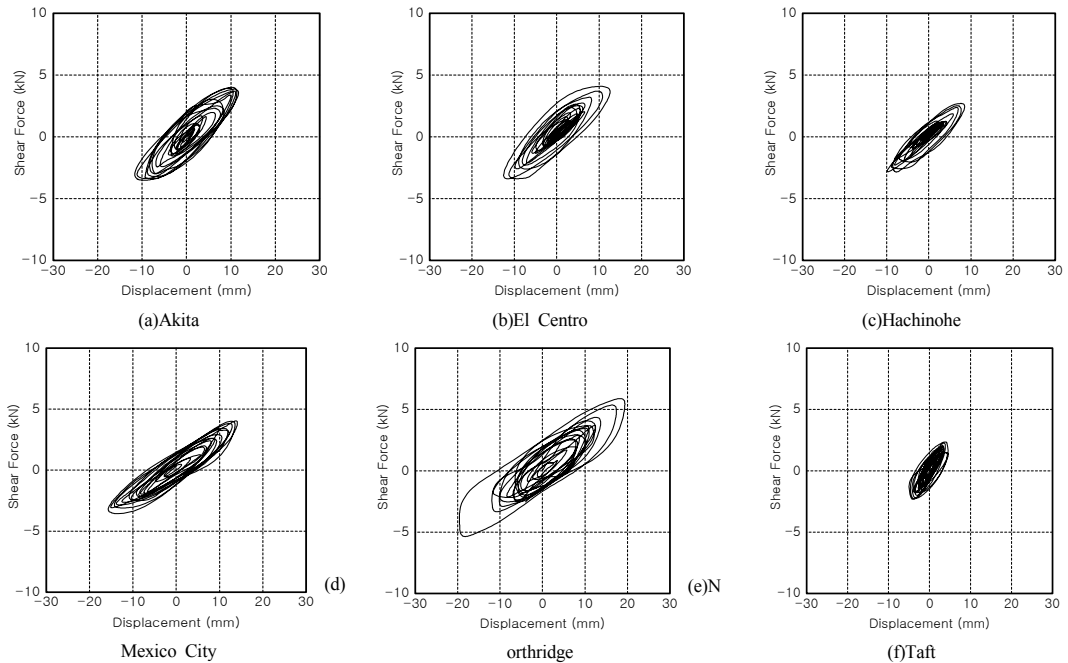 10
5
0
−5
−10
−30 −20 −10 0 10 20 30
Shear Force (kN)
Displacement (mm)
(a)Akita
10
5
0
−5
−10
−30 −20 −10 0 10 20 30
Shear Force (kN)
Displacement (mm)
(b)El Centro
10
5
0
−5
−10
−30 −20 −10 0 10 20 30
Shear Force (kN)
Displacement (mm)
(c)Hachinohe
10
5
0
−5
−10
−30 −20 −10 0 10 20 30
Shear Force (kN)
Displacement (mm)
(d)
Mexico City
10
5
0
−5
−10
−30 −20 −10 0 10 20 30
Shear Force (kN)
Displacement (mm)
(e)N
orthridge
10
5
0
−5
−10
−30 −20 −10 0 10 20 30
Shear Force (kN)
Displacement (mm)
(f)Taft